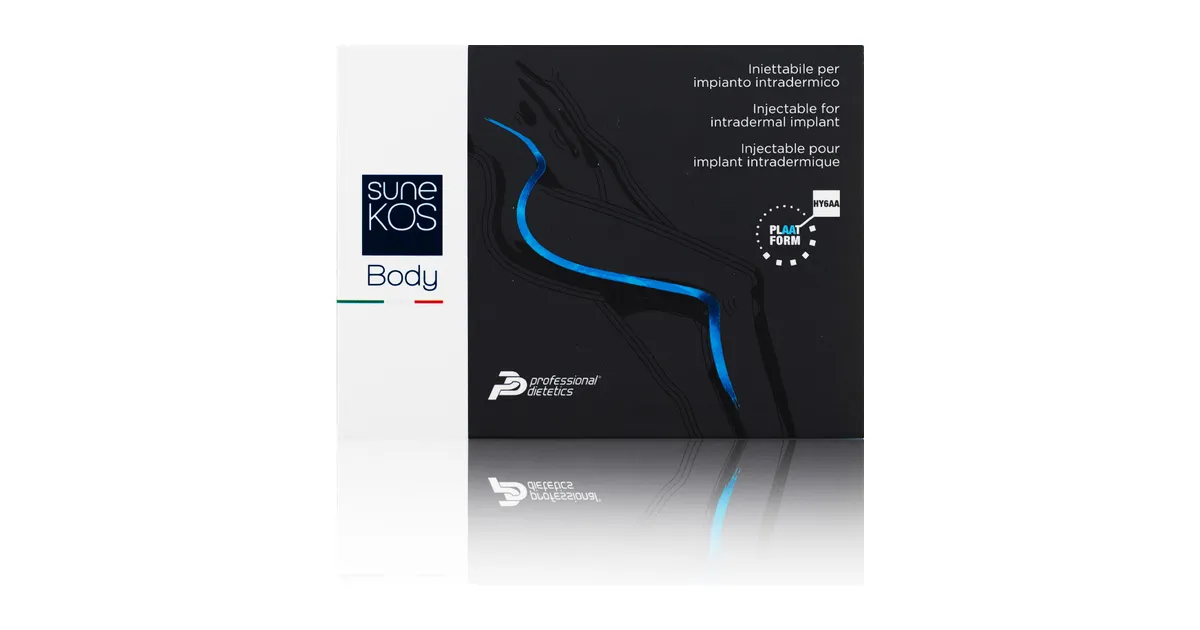 sune
KOS
Body
Iniettabile per
impianto intradermico
Injectable for
intradermal implant
Injectable pour
implant intradermique
HY6AA
PLAAT
FORM
professional
dietetics